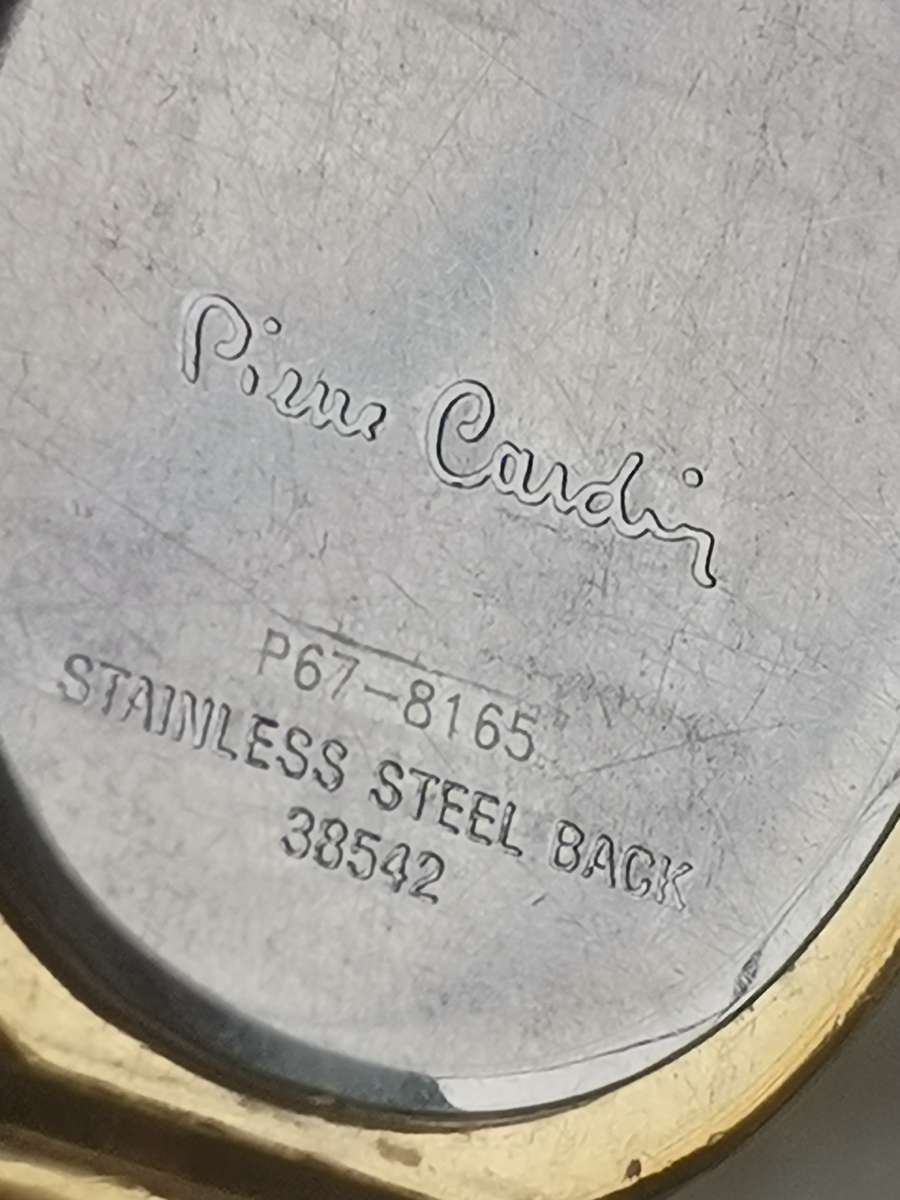 Pierre Cardin
P67-8165
STAINLESS STEEL BACK
38542